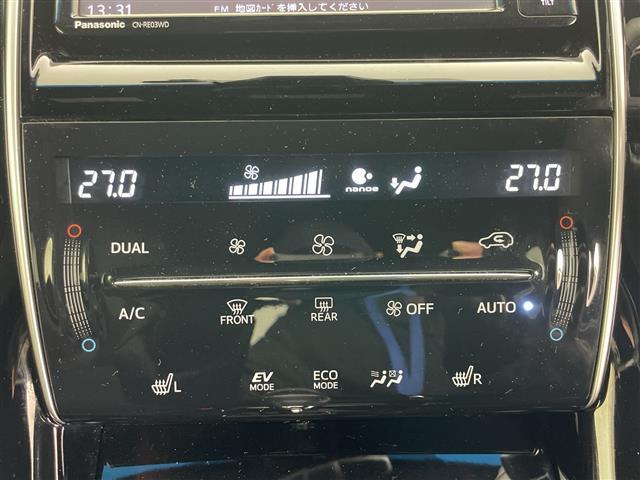 13:31 FM 地図ｶｰﾄﾞを挿入してください
Panasonic CN-RE03WD TILT
27.0 nanoe 27.0
DUAL
A/C FRONT REAR OFF AUTO
L EV MODE ECO MODE R